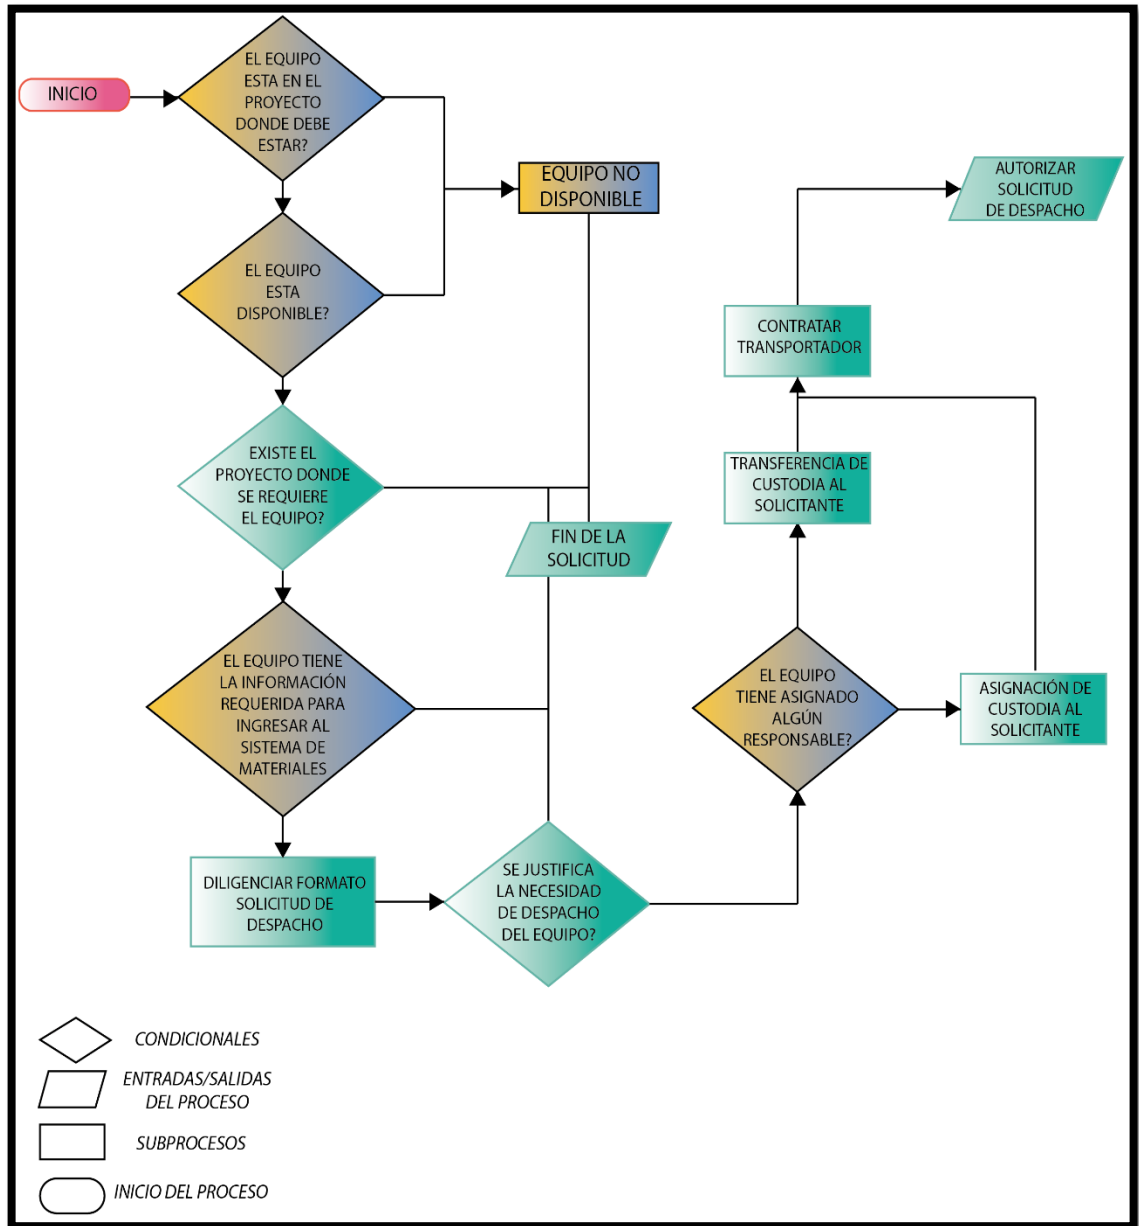 INICIO
EL EQUIPO
ESTA EN EL
PROYECTO
DONDE DEBE
ESTAR?
EQUIPO NO
DISPONIBLE
EL EQUIPO
ESTA
DISPONIBLE?
EXISTE EL
PROYECTO DONDE
SE REQUIERE
EL EQUIPO?
FIN DE LA
SOLICITUD
EL EQUIPO TIENE
LA INFORMACIÓN
REQUERIDA PARA
INGRESAR AL
SISTEMA DE
MATERIALES
DILIGENCIAR FORMATO
SOLICITUD DE
DESPACHO
SE JUSTIFICA
LA NECESIDAD
DE DESPACHO
DEL EQUIPO?
EL EQUIPO
TIENE ASIGNADO
ALGÚN
RESPONSABLE?
ASIGNACIÓN DE
CUSTODIA AL
SOLICITANTE
TRANSFERENCIA DE
CUSTODIA AL
SOLICITANTE
CONTRATAR
TRANSPORTADOR
AUTORIZAR
SOLICITUD
DE DESPACHO
CONDICIONALES
ENTRADAS/SALIDAS
DEL PROCESO
SUBPROCESOS
INICIO DEL PROCESO